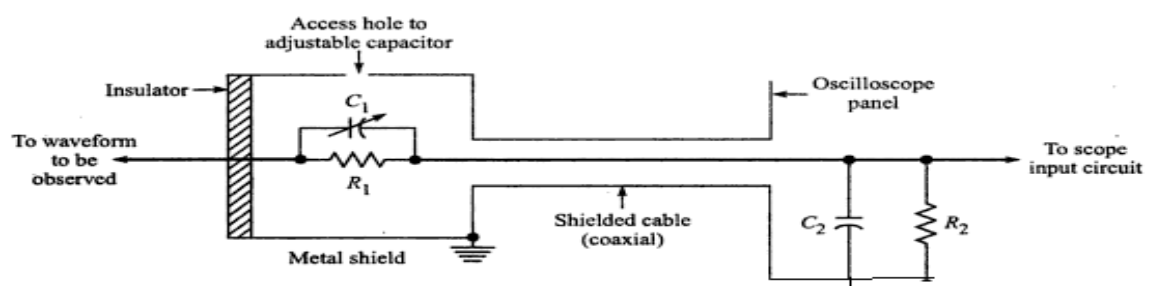 Access hole to
adjustable capacitor
Insulator
Oscilloscope
panel
C1
To waveform
to be
observed
R1
To scope
input circuit
Shielded cable
(coaxial)
C2
R2
Metal shield